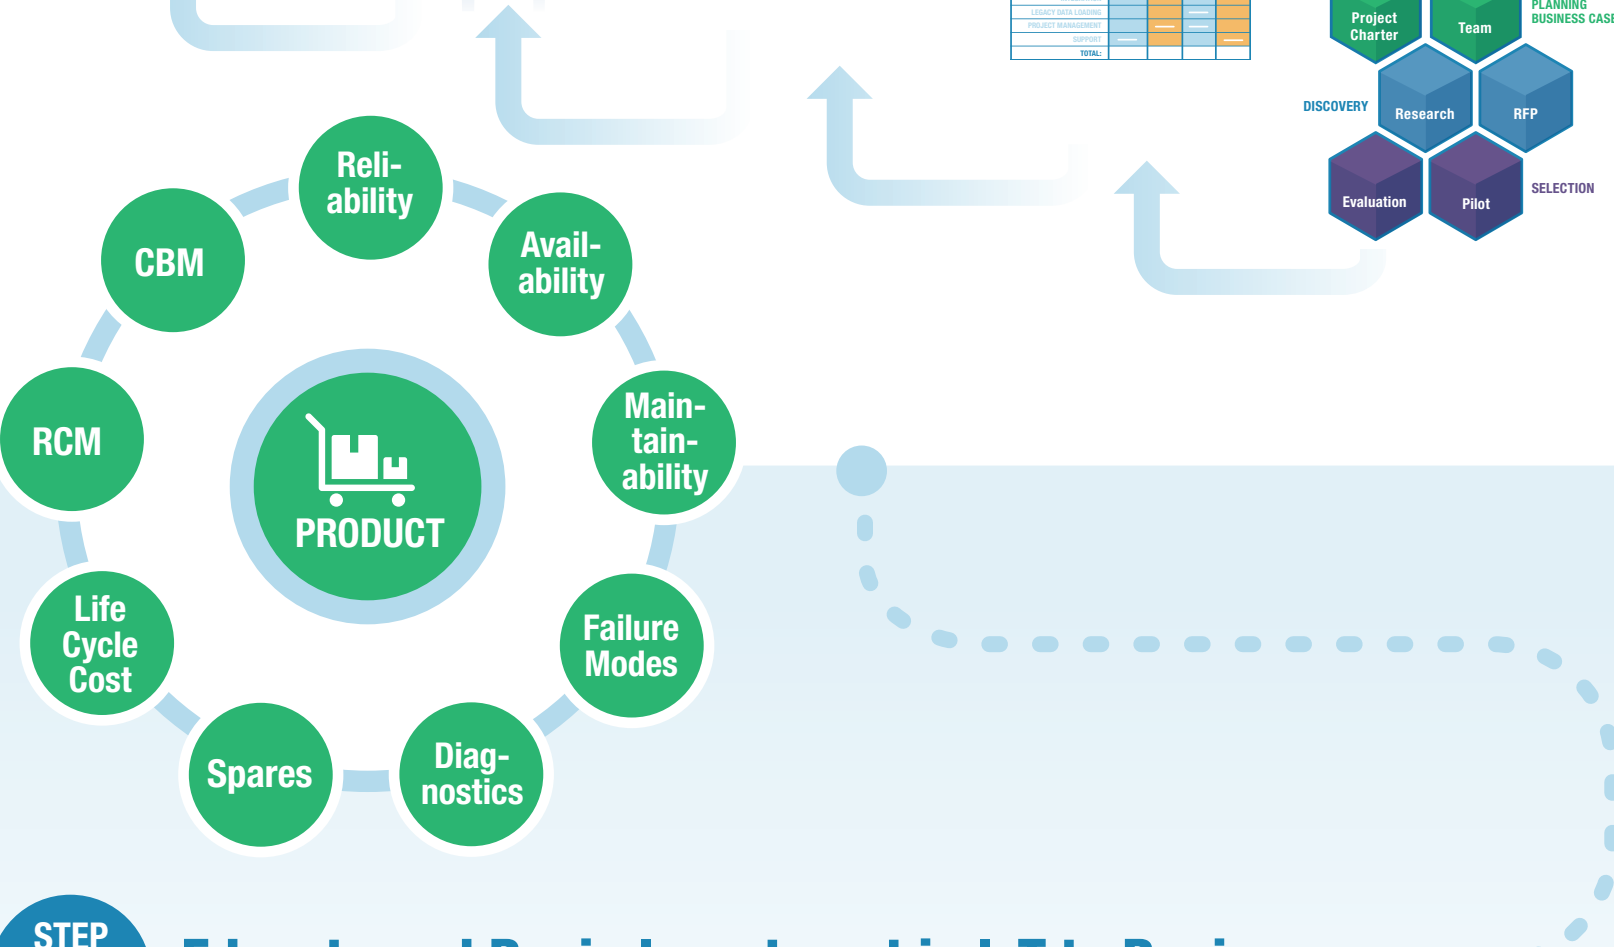 LEGACY DATA LOADING
PROJECT MANAGEMENT
SUPPORT
TOTAL:
PLANNING
BUSINESS CASE
Project
Charter
Team
DISCOVERY
Research
RFP
Evaluation
Pilot
SELECTION
Reli-
ability
Avail-
ability
Main-
tain-
ability
Failure
Modes
Diag-
nostics
Spares
Life
Cycle
Cost
RCM
CBM
PRODUCT
STEP